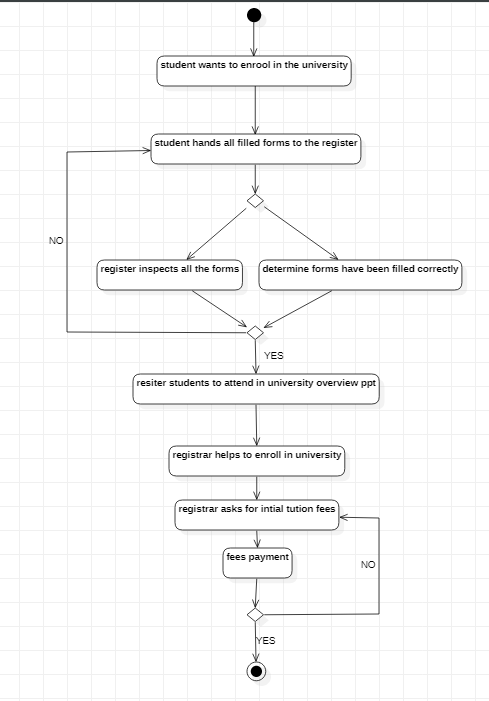 student wants to enrool in the university
student hands all filled forms to the register
NO
register inspects all the forms
determine forms have been filled correctly
YES
resiter students to attend in university overview ppt
registrar helps to enroll in university
registrar asks for intial tution fees
fees payment
NO
YES